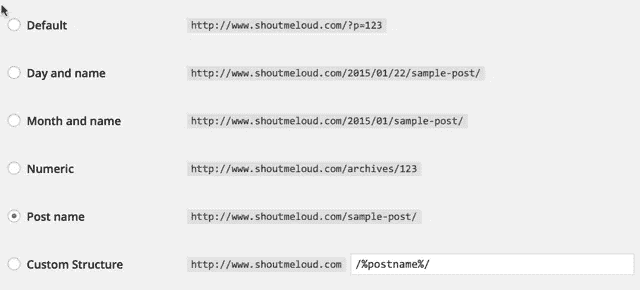 Default http://www.shoutmeloud.com/?p=123
Day and name http://www.shoutmeloud.com/2015/01/22/sample-post/
Month and name http://www.shoutmeloud.com/2015/01/sample-post/
Numeric http://www.shoutmeloud.com/archives/123
Post name http://www.shoutmeloud.com/sample-post/
Custom Structure http://www.shoutmeloud.com /%postname%/